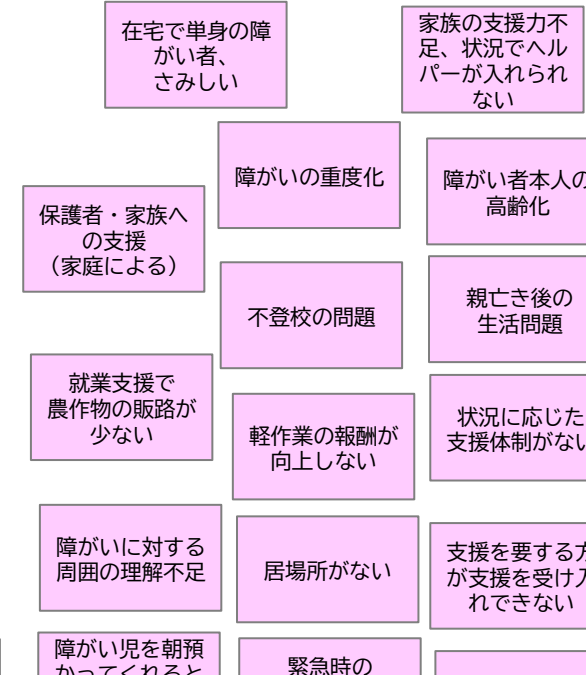 在宅で単身の障
がい者、
さみしい
家族の支援力不
足、状況でヘル
パーが入れられ
ない
障がいの重度化
障がい者本人の
高齢化
保護者・家族へ
の支援
（家庭による）
不登校の問題
親亡き後の
生活問題
就業支援で
農作物の販路が
少ない
軽作業の報酬が
向上しない
状況に応じた
支援体制がない
障がいに対する
周囲の理解不足
居場所がない
支援を要する方
が支援を受け入
れできない
障がい児を朝預
かってくれると
緊急時の